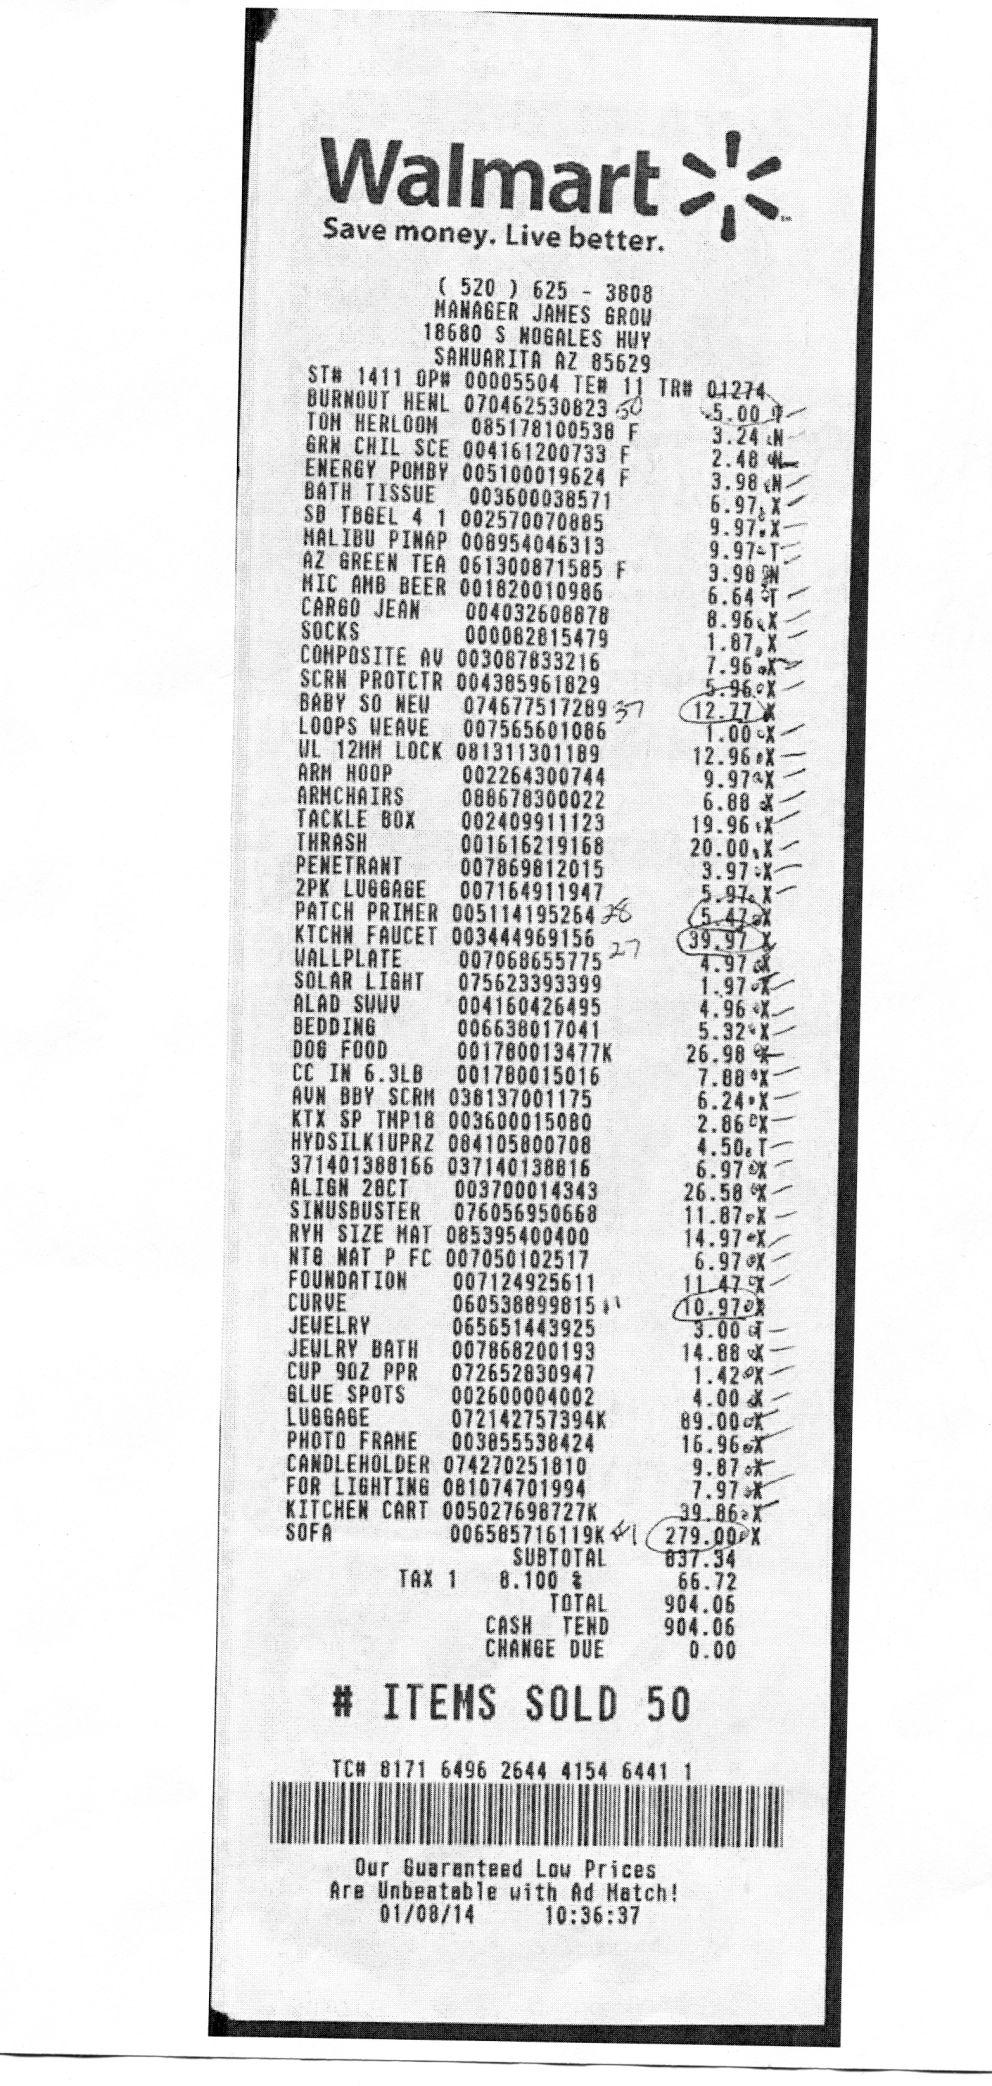 Walmart
Save money. Live better.
( 520 ) 625 - 3808
MANAGER JAMES GROW
18680 S NOGALES HWY
SAHUARITA AZ 85629
ST# 1411 OP# 00005504 TE# 11 TR# 01274
BURNOUT HENL 070462530823 50 5.00 T
TOM HERLOOM 085178100538 F 3.24 N
GRN CHIL SCE 004161200733 F 2.48 N
ENERGY POMBY 005100019624 F 3.98 N
BATH TISSUE 003600038571 6.97 X
SB TBGEL 4 1 002570070885 9.97 X
MALIBU PINAP 008954046313 9.97 T
AZ GREEN TEA 061300871585 F 3.98 N
MIC AMB BEER 001820010986 6.64 T
CARGO JEAN 004032608878 8.96 X
SOCKS 000082815479 1.87 X
COMPOSITE AV 003087833216 7.96 X
SCRN PROTCTR 004385961829 5.96 X
BABY SO NEW 074677517289 37 12.77 X
LOOPS WEAVE 007565601086 1.00 X
WL 12MM LOCK 081311301189 12.96 X
ARM HOOP 002264300744 9.97 X
ARMCHAIRS 088678300022 6.88 X
TACKLE BOX 002409911123 19.96 X
THRASH 001616219168 20.00 X
PENETRANT 007869812015 3.97 X
2PK LUGGAGE 007164911947 5.97 X
PATCH PRIMER 005114195264 28 5.47 X
KTCHN FAUCET 003444969156 27 39.97 X
WALLPLATE 007068655775 4.97 X
SOLAR LIGHT 075623393399 1.97 X
ALAD SWWV 004160426495 4.96 X
BEDDING 006638017041 5.32 X
DOG FOOD 001780013477K 26.98 X
CC IN 6.3LB 001780015016 7.88 X
AVN BBY SCRM 038137001175 6.24 X
KTX SP TMP18 003600015080 2.86 X
HYDSILK1UPRZ 084105800708 4.50 T
371401388166 037140138816 6.97 X
ALIGN 28CT 003700014343 26.58 X
SINUSBUSTER 076056950668 11.87 X
RYH SIZE MAT 085395400400 14.97 X
NTG NAT P FC 007050102517 6.97 X
FOUNDATION 007124925611 11.47 X
CURVE 060538899815 11 10.97 X
JEWELRY 065651443925 3.00 T
JEWLRY BATH 007868200193 14.88 X
CUP 9OZ PPR 072652830947 1.42 X
GLUE SPOTS 002600004002 4.00 X
LUGGAGE 072142757394K 89.00 X
PHOTO FRAME 003855538424 16.96 X
CANDLEHOLDER 074270251810 9.87 X
FOR LIGHTING 081074701994 7.97 X
KITCHEN CART 005027698727K 39.86 X
SOFA 006585716119K 41 279.00 X
SUBTOTAL 837.34
TAX 1 8.100 % 66.72
TOTAL 904.06
CASH TEND 904.06
CHANGE DUE 0.00
# ITEMS SOLD 50
TC# 8171 6496 2644 4154 6441 1
Our Guaranteed Low Prices
Are Unbeatable with Ad Match!
01/08/14 10:36:37